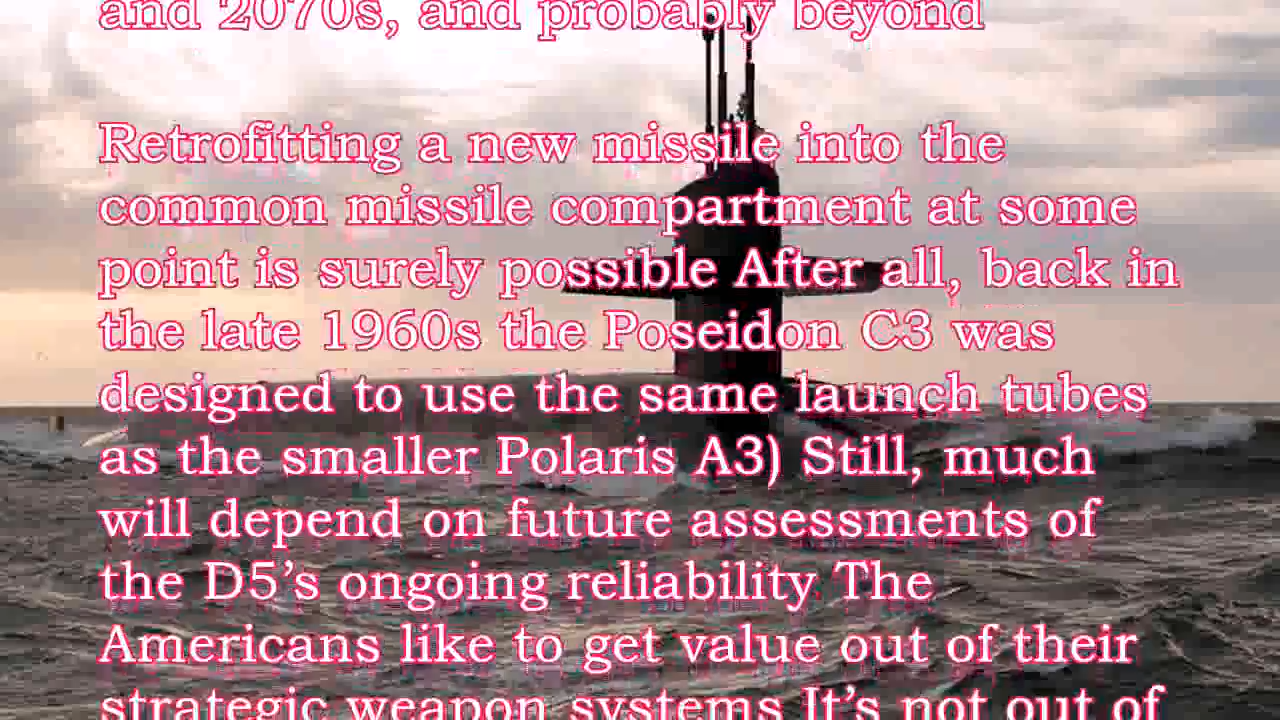 and 2070s, and probably beyond
Retrofitting a new missile into the
common missile compartment at some
point is surely possible After all, back in
the late 1960s the Poseidon C3 was
designed to use the same launch tubes
as the smaller Polaris A3) Still, much
will depend on future assessments of
the D5’s ongoing reliability The
Americans like to get value out of their
strategic weapon systems It’s not out of